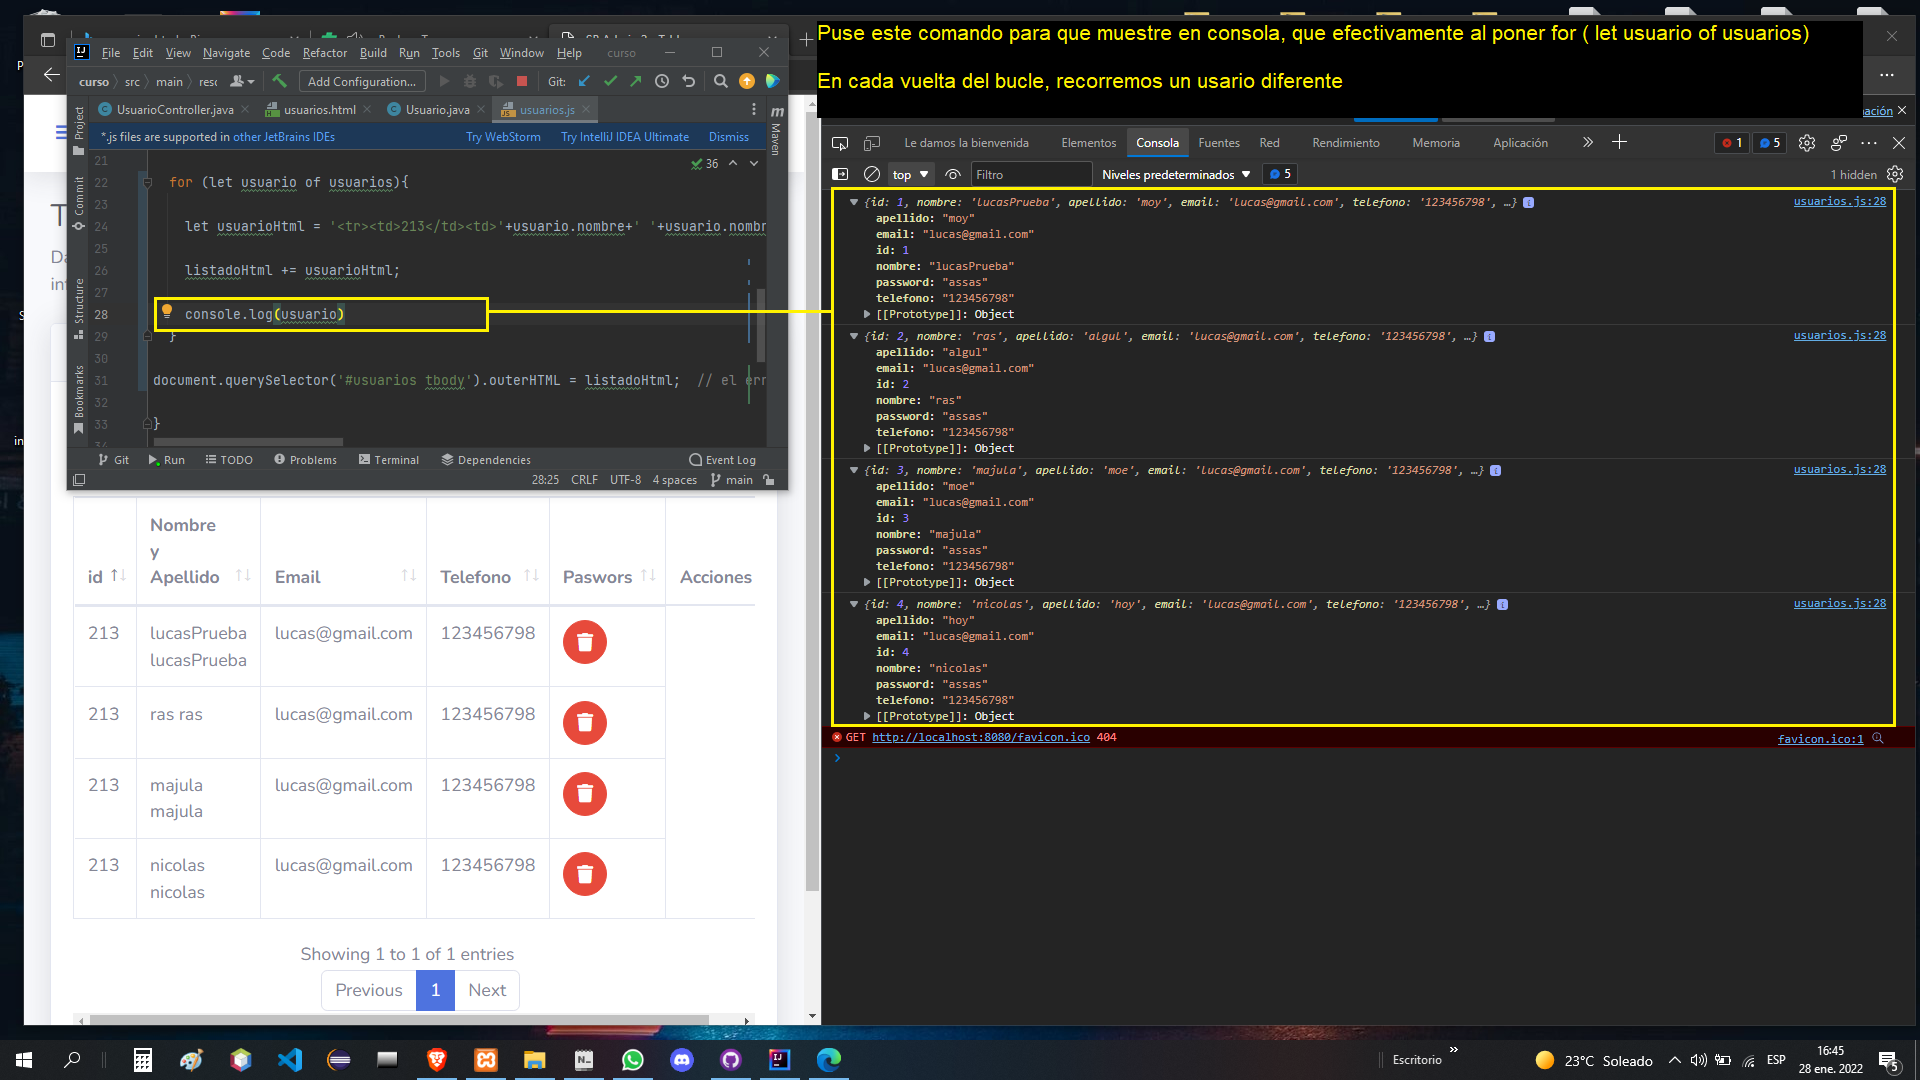 Puse este comando para que muestre en consola, que efectivamente al poner for ( let usuario of usuarios)
En cada vuelta del bucle, recorremos un usario diferente
File Edit View Navigate Code Refactor Build Run Tools Git Window Help curso
curso src main resc Add Configuration... Git:
UsuarioController.java usuarios.html Usuario.java usuarios.js
*.js files are supported in other JetBrains IDEs Try WebStorm Try IntelliJ IDEA Ultimate Dismiss
Project
Commit
Structure
Bookmarks
Maven
36
21
22 for (let usuario of usuarios){
23
24 let usuarioHtml = '<tr><td>213</td><td>'+usuario.nombre+' '+usuario.nombr
25
26 listadoHtml += usuarioHtml;
27
28 console.log(usuario)
29 }
30
31 document.querySelector('#usuarios tbody').outerHTML = listadoHtml; // el err
32
33 }
Git Run TODO Problems Terminal Dependencies Event Log
28:25 CRLF UTF-8 4 spaces main
id Nombre y Apellido Email Telefono Paswors Acciones
213 lucasPrueba lucasPrueba lucas@gmail.com 123456798
213 ras ras lucas@gmail.com 123456798
213 majula majula lucas@gmail.com 123456798
213 nicolas nicolas lucas@gmail.com 123456798
Showing 1 to 1 of 1 entries
Previous 1 Next
ación
Le damos la bienvenida Elementos Consola Fuentes Red Rendimiento Memoria Aplicación 1 5
top Filtro Niveles predeterminados 5 1 hidden
{id: 1, nombre: 'lucasPrueba', apellido: 'moy', email: 'lucas@gmail.com', telefono: '123456798', …} usuarios.js:28
apellido: "moy"
email: "lucas@gmail.com"
id: 1
nombre: "lucasPrueba"
password: "assas"
telefono: "123456798"
[[Prototype]]: Object
{id: 2, nombre: 'ras', apellido: 'algul', email: 'lucas@gmail.com', telefono: '123456798', …} usuarios.js:28
apellido: "algul"
email: "lucas@gmail.com"
id: 2
nombre: "ras"
password: "assas"
telefono: "123456798"
[[Prototype]]: Object
{id: 3, nombre: 'majula', apellido: 'moe', email: 'lucas@gmail.com', telefono: '123456798', …} usuarios.js:28
apellido: "moe"
email: "lucas@gmail.com"
id: 3
nombre: "majula"
password: "assas"
telefono: "123456798"
[[Prototype]]: Object
{id: 4, nombre: 'nicolas', apellido: 'hoy', email: 'lucas@gmail.com', telefono: '123456798', …} usuarios.js:28
apellido: "hoy"
email: "lucas@gmail.com"
id: 4
nombre: "nicolas"
password: "assas"
telefono: "123456798"
[[Prototype]]: Object
GET http://localhost:8080/favicon.ico 404 favicon.ico:1
Escritorio 23°C Soleado ESP 16:45
28 ene. 2022 5